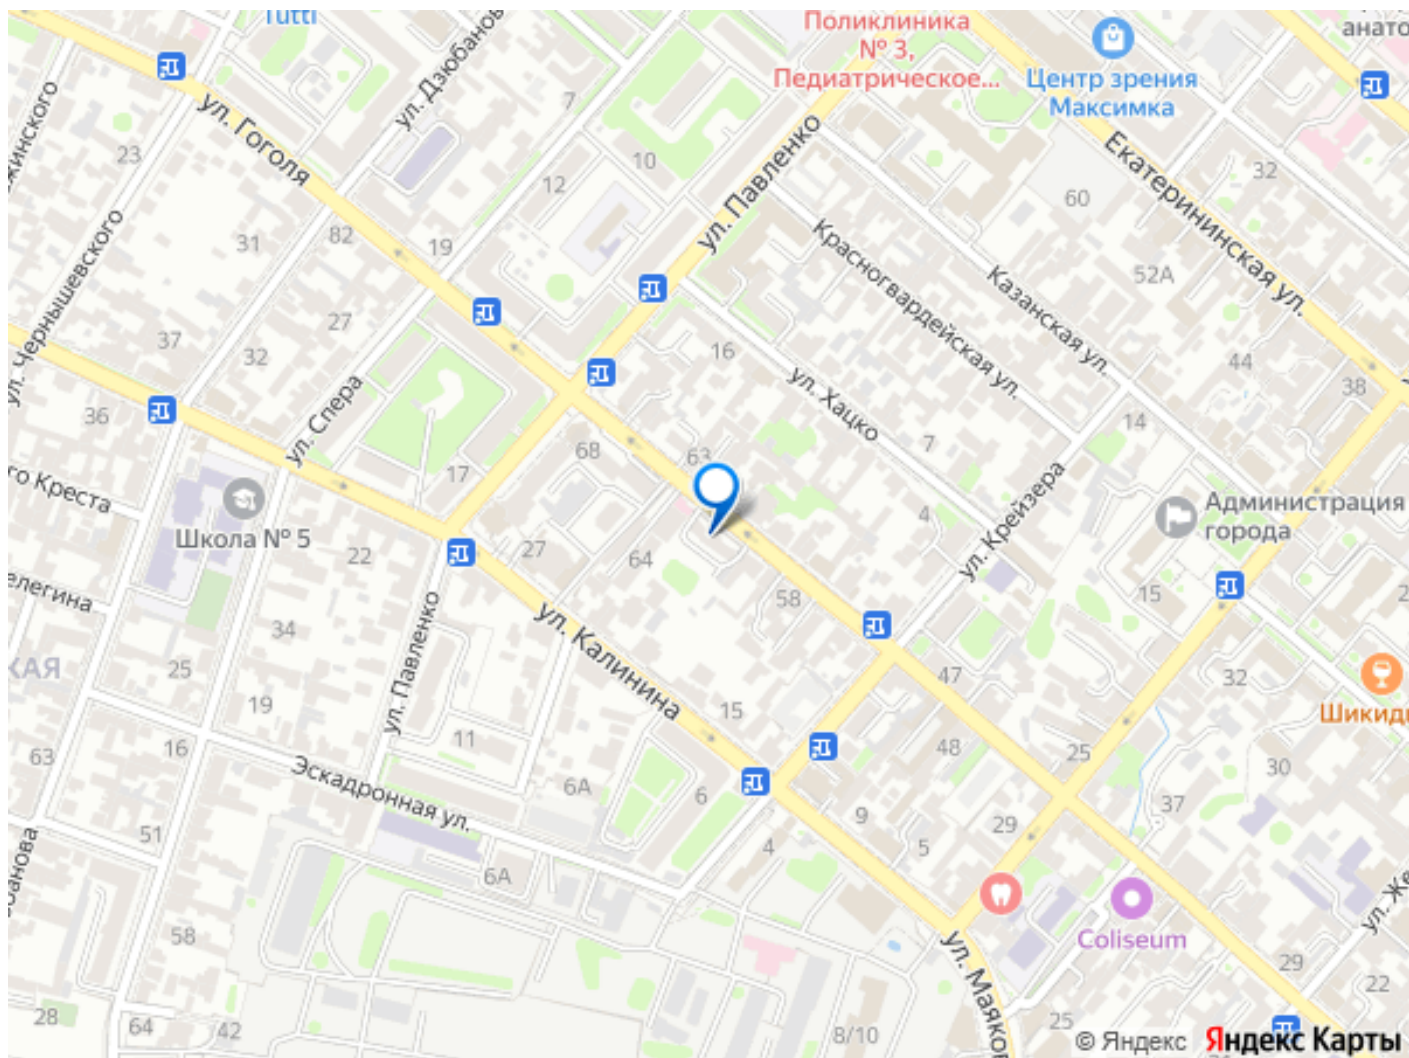 Tutti
Поликлиника
№ 3,
Педиатрическое...
Центр зрения
Максимка
анато
ул. Дзюбанов
ул. Гоголя
ул. Павленко
Екатерининская ул.
7
23
10
12
32
60
31
82
19
ул. Чернышевского
Красногвардейская ул.
Казанская ул.
52А
37
27
32
16
44
38
36
ул. Спера
ул. Хацко
14
7
17
68
63
го Креста
Школа № 5
22
27
64
4
ул. Крейзера
Администрация
города
елегина
34
ул. Павленко
58
15
2
КАЯ
25
19
ул. Калинина
15
47
32
Шикиди
63
16
11
48
25
30
Эскадронная ул.
6А
6
37
51
9
29
5
4
6А
банова
58
Coliseum
ул. Же
ул. Маяков
29
22
28
64
42
8/10
25
© Яндекс Яндекс Карты